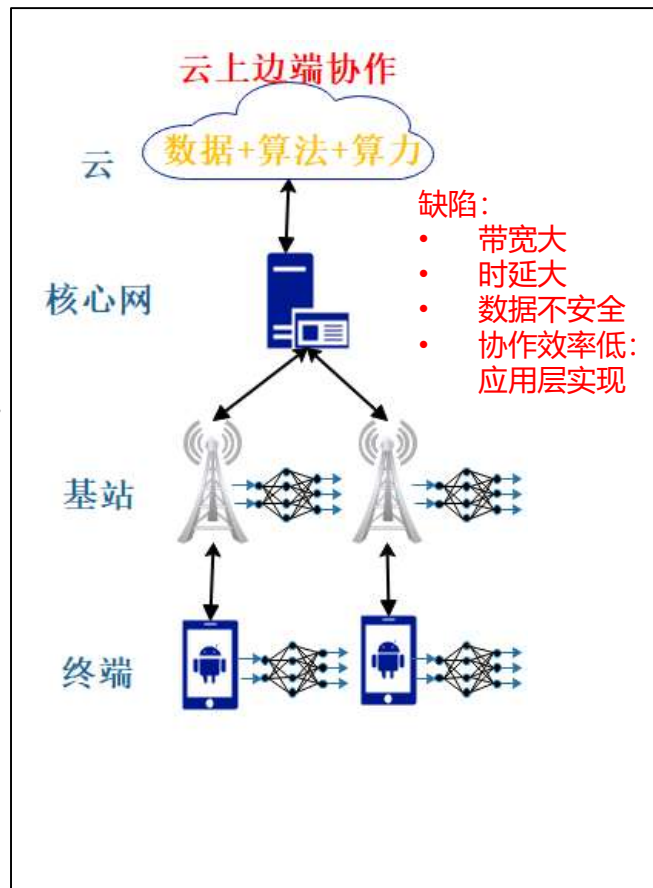 云上边端协作
云
数据+算法+算力
缺陷:
• 带宽大
• 时延大
• 数据不安全
• 协作效率低:
应用层实现
核心网
基站
终端